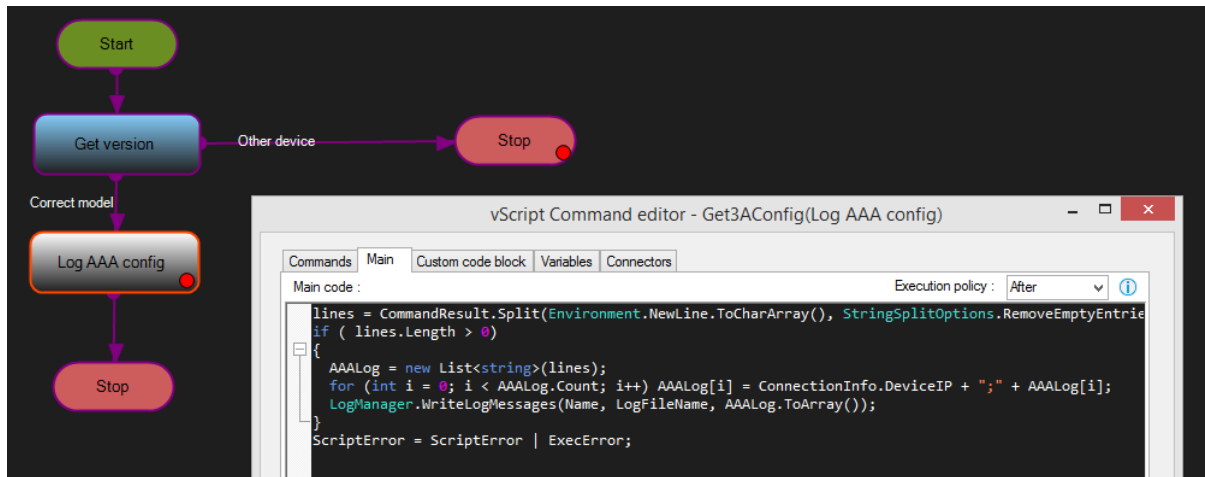 Start
Get version
Other device
Stop
Correct model
Log AAA config
Stop
vScript Command editor - Get3AConfig(Log AAA config)
Commands Main Custom code block Variables Connectors
Main code : Execution policy : After
lines = CommandResult.Split(Environment.NewLine.ToCharArray(), StringSplitOptions.RemoveEmptyEntrie
if ( lines.Length > 0)
{
AAALog = new List<string>(lines);
for (int i = 0; i < AAALog.Count; i++) AAALog[i] = ConnectionInfo.DeviceIP + ";" + AAALog[i];
LogManager.WriteLogMessages(Name, LogFileName, AAALog.ToArray());
}
ScriptError = ScriptError | ExecError;